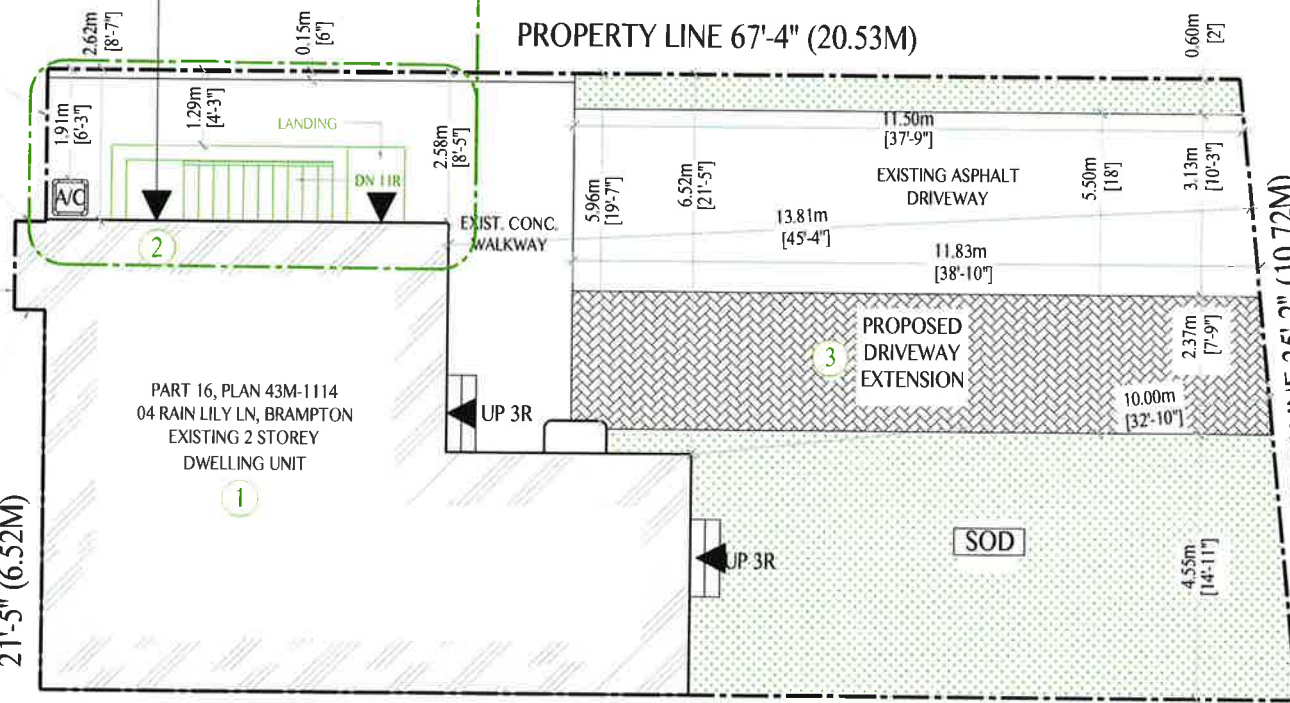 PROPERTY LINE 67'-4" (20.53M)
2.62m
[8'-7"]
0.15m
[6"]
0.60m
[2"]
1.91m
[6'-3"]
1.29m
[4'-3"]
LANDING
2.58m
[8'-5"]
DN 11R
A/C
2
EXIST. CONC.
WALKWAY
11.50m
[37'-9"]
5.96m
[19'-7"]
6.52m
[21'-5"]
EXISTING ASPHALT
DRIVEWAY
5.50m
[18"]
3.13m
[10'-3"]
13.81m
[45'-4"]
11.83m
[38'-10"]
PROPOSED
DRIVEWAY
EXTENSION
3
2.37m
[7'-9"]
10.00m
[32'-10"]
PART 16, PLAN 43M-1114
04 RAIN LILY LN, BRAMPTON
EXISTING 2 STOREY
DWELLING UNIT
1
UP 3R
UP 3R
SOD
4.55m
[14'-11"]
21'-5" (6.52M)
LINE 35'-2" (10.72M)